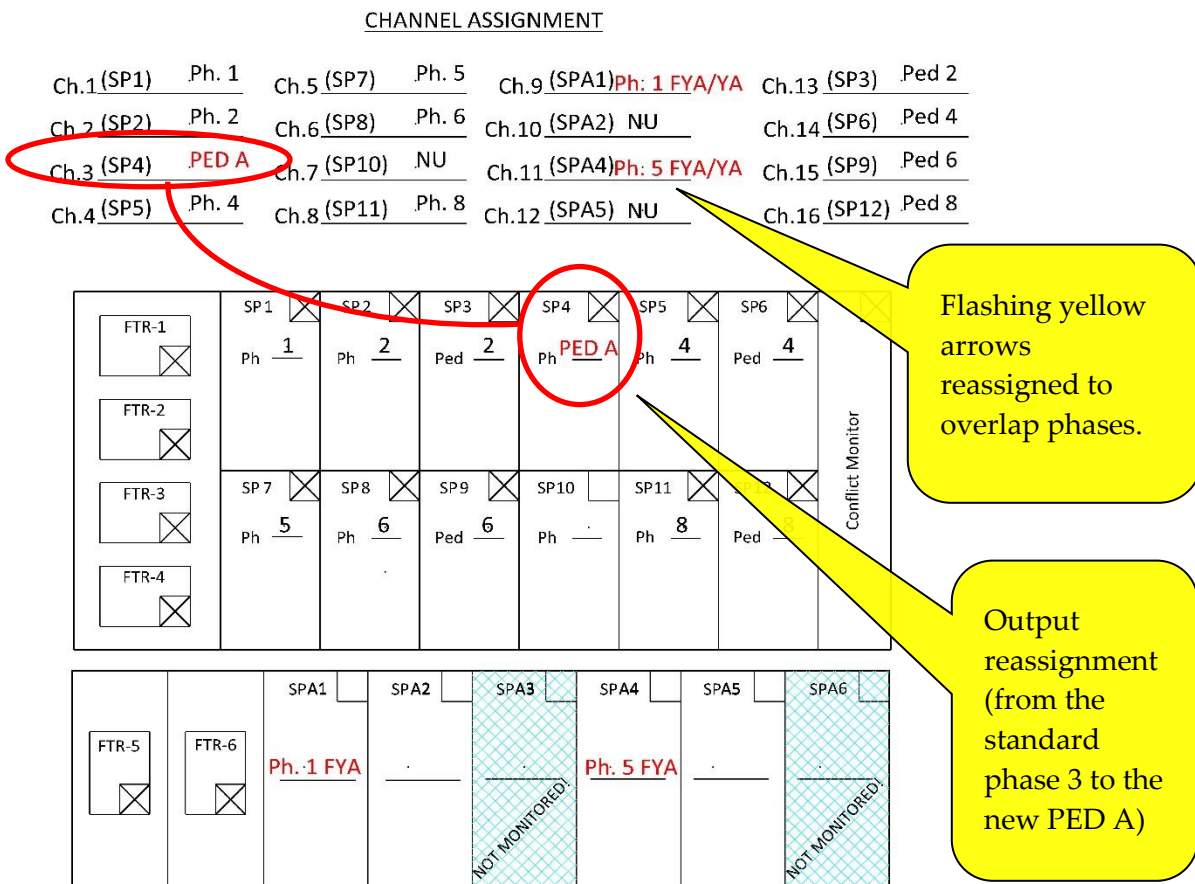 CHANNEL ASSIGNMENT
Ch.1 (SP1) Ph. 1 Ch.5 (SP7) Ph. 5 Ch.9 (SPA1) Ph: 1 FYA/YA Ch.13 (SP3) Ped 2
Ch.2 (SP2) Ph. 2 Ch.6 (SP8) Ph. 6 Ch.10 (SPA2) NU Ch.14 (SP6) Ped 4
Ch.3 (SP4) PED A Ch.7 (SP10) NU Ch.11 (SPA4) Ph: 5 FYA/YA Ch.15 (SP9) Ped 6
Ch.4 (SP5) Ph. 4 Ch.8 (SP11) Ph. 8 Ch.12 (SPA5) NU Ch.16 (SP12) Ped 8
FTR-1
FTR-2
FTR-3
FTR-4
SP1 SP2 SP3 SP4 SP5 SP6
Ph 1 Ph 2 Ped 2 Ph PED A Ph 4 Ped 4
SP7 SP8 SP9 SP10 SP11 SP12
Ph 5 Ph 6 Ped 6 Ph Ph 8 Ped 8
Conflict Monitor
Flashing yellow
arrows
reassigned to
overlap phases.
Output
reassignment
(from the
standard
phase 3 to the
new PED A)
FTR-5 FTR-6
SPA1 SPA2 SPA3 SPA4 SPA5 SPA6
Ph. 1 FYA Ph. 5 FYA
NOT MONITORED! NOT MONITORED!